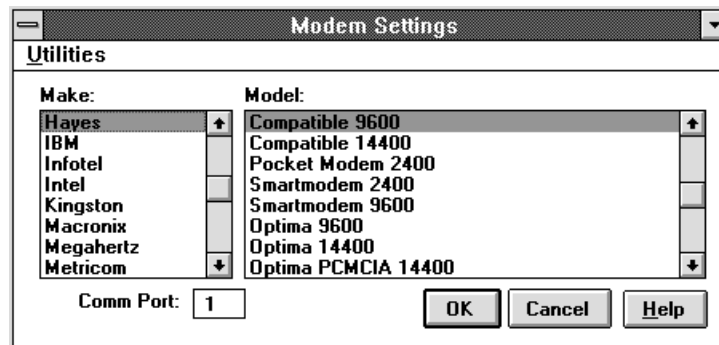 Modem Settings
Utilities
Make:
Hayes
IBM
Infotel
Intel
Kingston
Macronix
Megahertz
Metricom
Model:
Compatible 9600
Compatible 14400
Pocket Modem 2400
Smartmodem 2400
Smartmodem 9600
Optima 9600
Optima 14400
Optima PCMCIA 14400
Comm Port: 1
OK Cancel Help